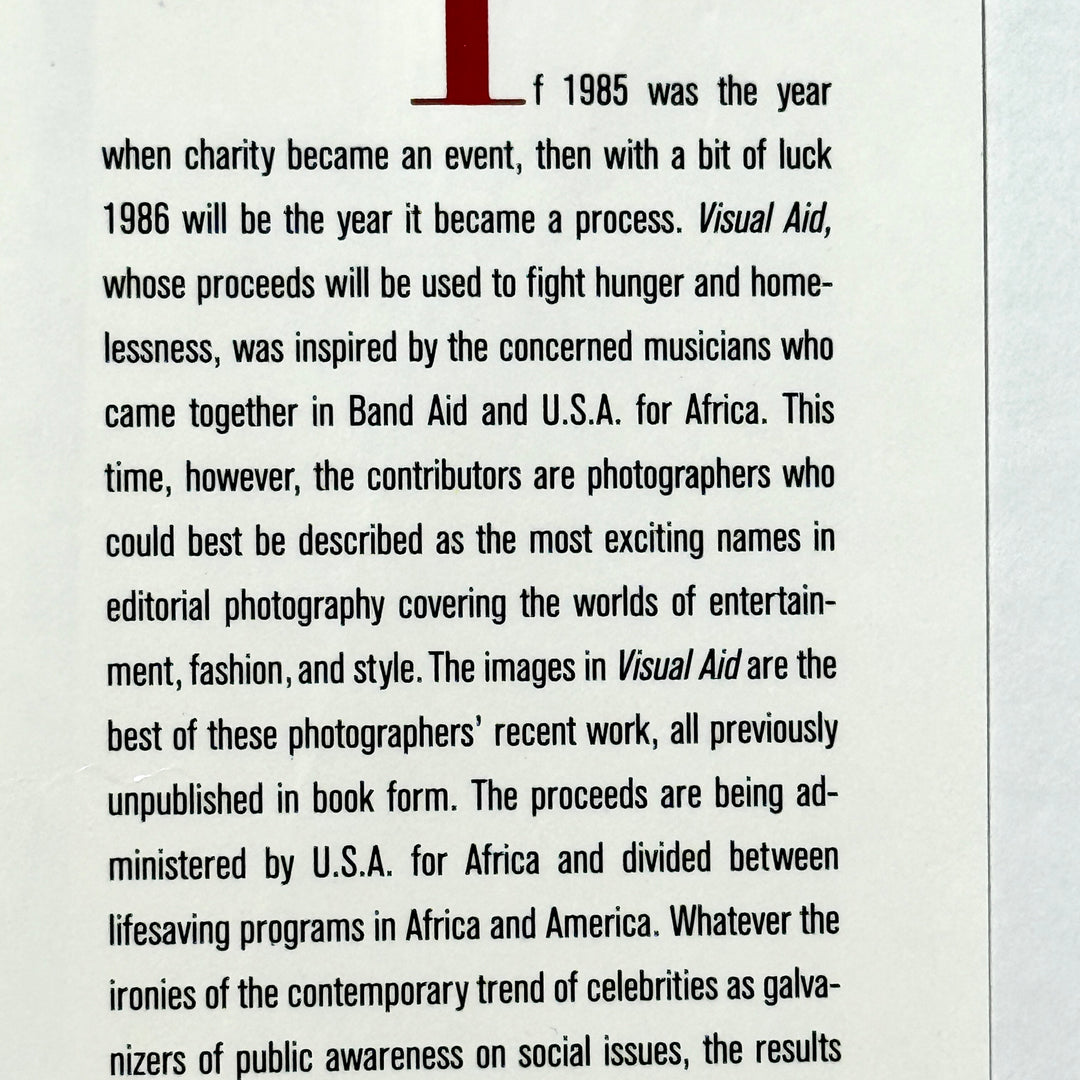 If 1985 was the year
when charity became an event, then with a bit of luck
1986 will be the year it became a process. Visual Aid,
whose proceeds will be used to fight hunger and home-
lessness, was inspired by the concerned musicians who
came together in Band Aid and U.S.A. for Africa. This
time, however, the contributors are photographers who
could best be described as the most exciting names in
editorial photography covering the worlds of entertain-
ment, fashion, and style. The images in Visual Aid are the
best of these photographers’ recent work, all previously
unpublished in book form. The proceeds are being ad-
ministered by U.S.A. for Africa and divided between
lifesaving programs in Africa and America. Whatever the
ironies of the contemporary trend of celebrities as galva-
nizers of public awareness on social issues, the results